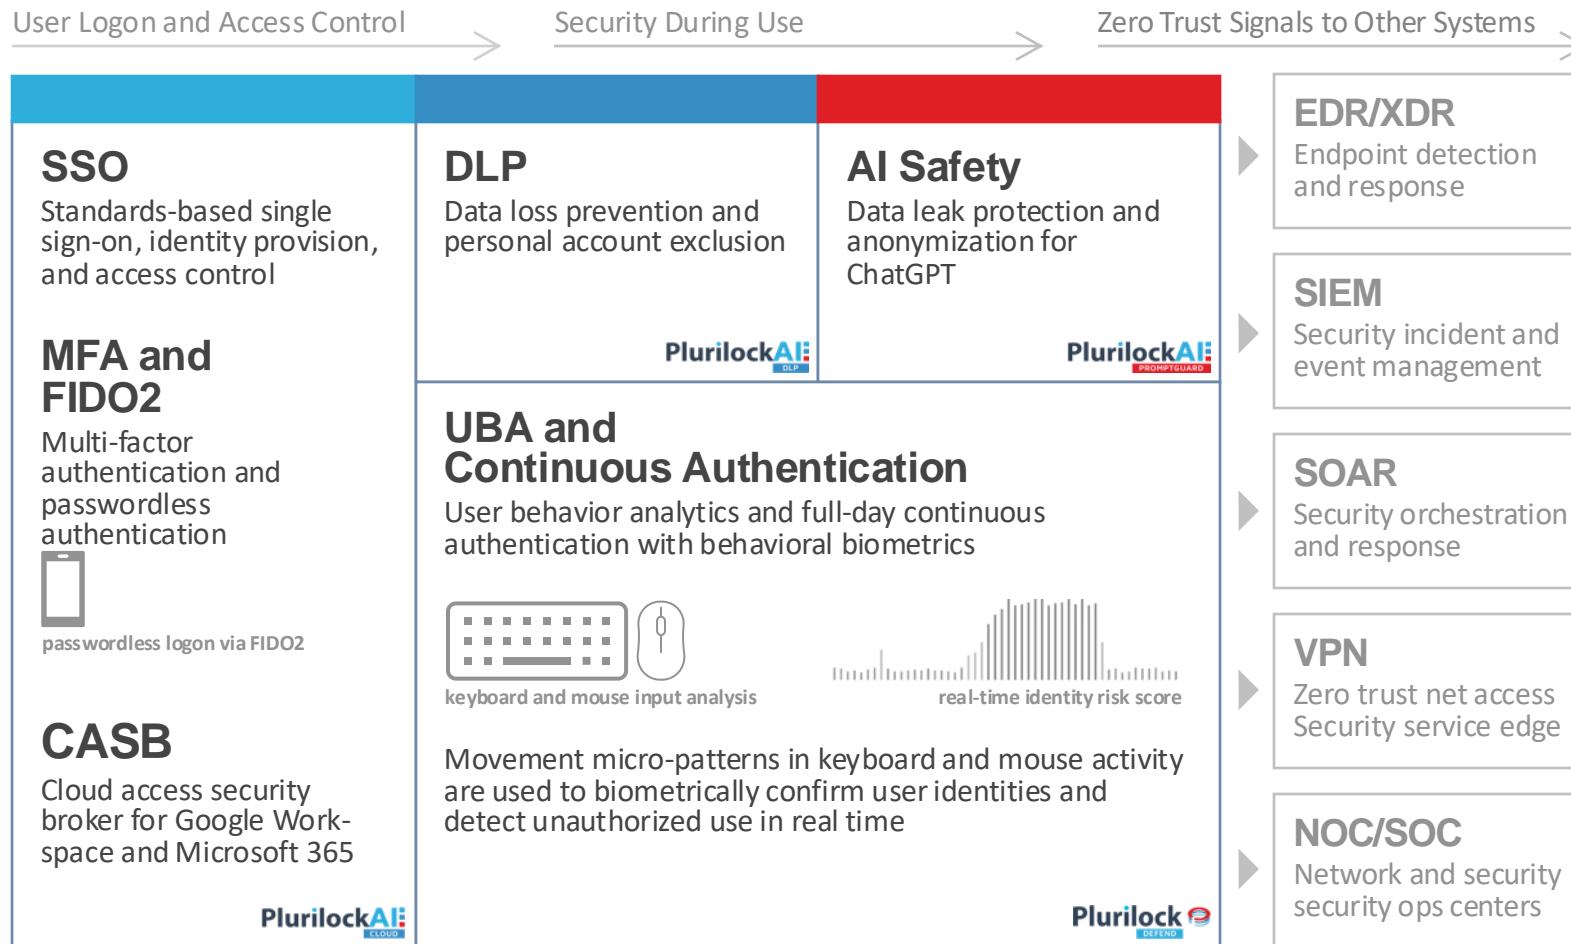 User Logon and Access Control
Security During Use
Zero Trust Signals to Other Systems
SSO
Standards-based single
sign-on, identity provision,
and access control
MFA and
FIDO2
Multi-factor
authentication and
passwordless
authentication
passwordless logon via FIDO2
CASB
Cloud access security
broker for Google Work-
space and Microsoft 365
PlurilockAI
CLOUD
DLP
Data loss prevention and
personal account exclusion
PlurilockAI
DLP
AI Safety
Data leak protection and
anonymization for
ChatGPT
PlurilockAI
PROMPTGUARD
UBA and
Continuous Authentication
User behavior analytics and full-day continuous
authentication with behavioral biometrics
keyboard and mouse input analysis
real-time identity risk score
Movement micro-patterns in keyboard and mouse activity
are used to biometrically confirm user identities and
detect unauthorized use in real time
Plurilock
DEFEND
EDR/XDR
Endpoint detection
and response
SIEM
Security incident and
event management
SOAR
Security orchestration
and response
VPN
Zero trust net access
Security service edge
NOC/SOC
Network and security
security ops centers